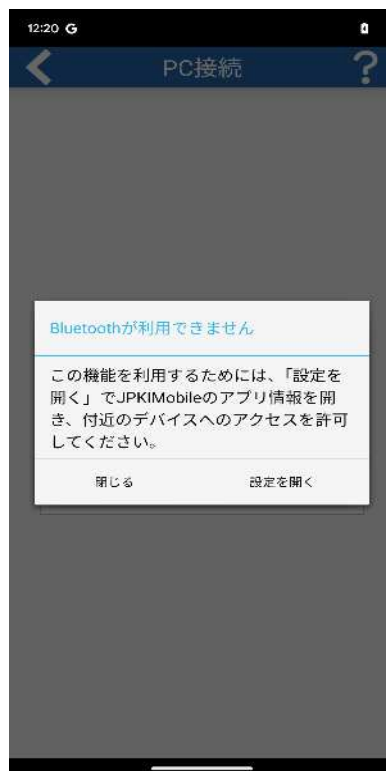 12:20 G
PC接続
?
Bluetoothが利用できません
この機能を利用するためには、「設定を
開く」でJPKIMobileのアプリ情報を開
き、付近のデバイスへのアクセスを許可
してください。
閉じる
設定を開く